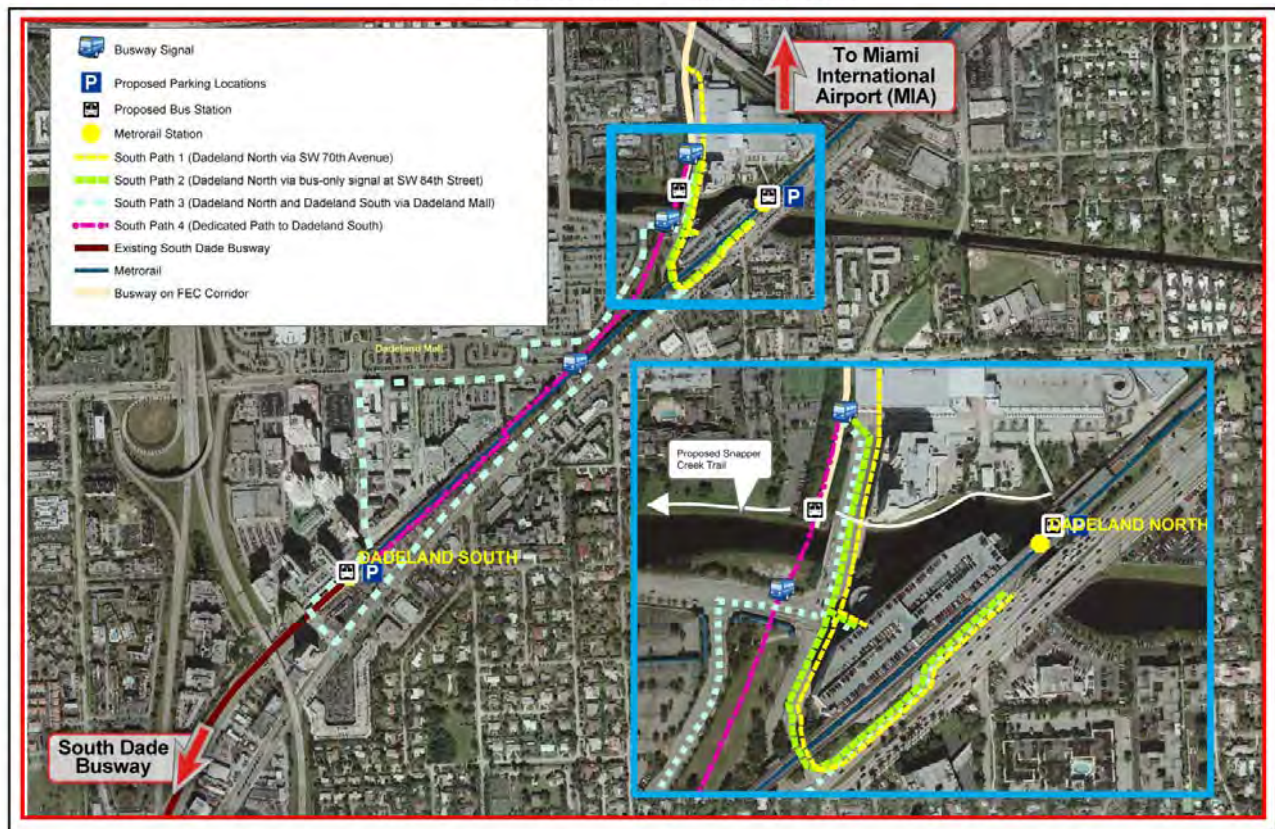 Busway Signal
P
Proposed Parking Locations
Proposed Bus Station
Metrorail Station
South Path 1 (Dadeland North via SW 70th Avenue)
South Path 2 (Dadeland North via bus-only signal at SW 84th Street)
South Path 3 (Dadeland North and Dadeland South via Dadeland Mall)
South Path 4 (Dedicated Path to Dadeland South)
Existing South Dade Busway
Metrorail
Busway on FEC Corridor
To Miami
International
Airport (MIA)
P
Dadeland Mall
Proposed Snapper
Creek Trail
P
DADELAND NORTH
DADELAND SOUTH
P
South Dade
Busway